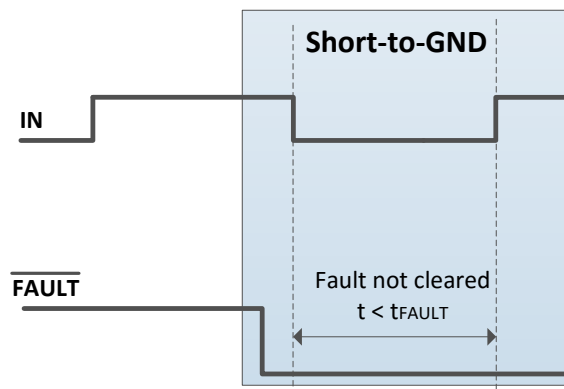 Short-to-GND
IN
FAULT
Fault not cleared
t < tFAULT